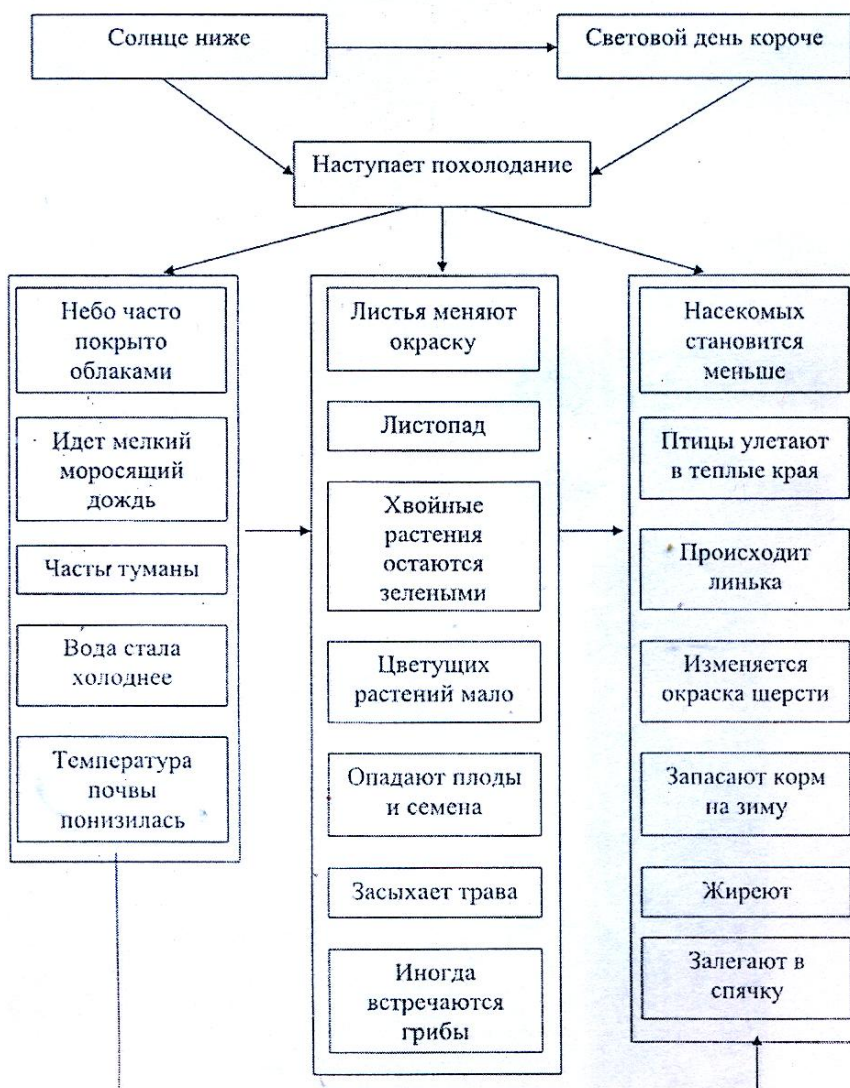 Солнце ниже
Световой день короче
Наступает похолодание
Небо часто
покрыто
облаками
Идет мелкий
моросящий
дождь
Часты туманы
Вода стала
холоднее
Температура
почвы
понизилась
Листья меняют
окраску
Листопад
Хвойные
растения
остаются
зелеными
Цветущих
растений мало
Опадают плоды
и семена
Засыхает трава
Иногда
встречаются
грибы
Насекомых
становится
меньше
Птицы улетают
в теплые края
Происходит
линька
Изменяется
окраска шерсти
Запасают корм
на зиму
Жиреют
Залегают в
спячку